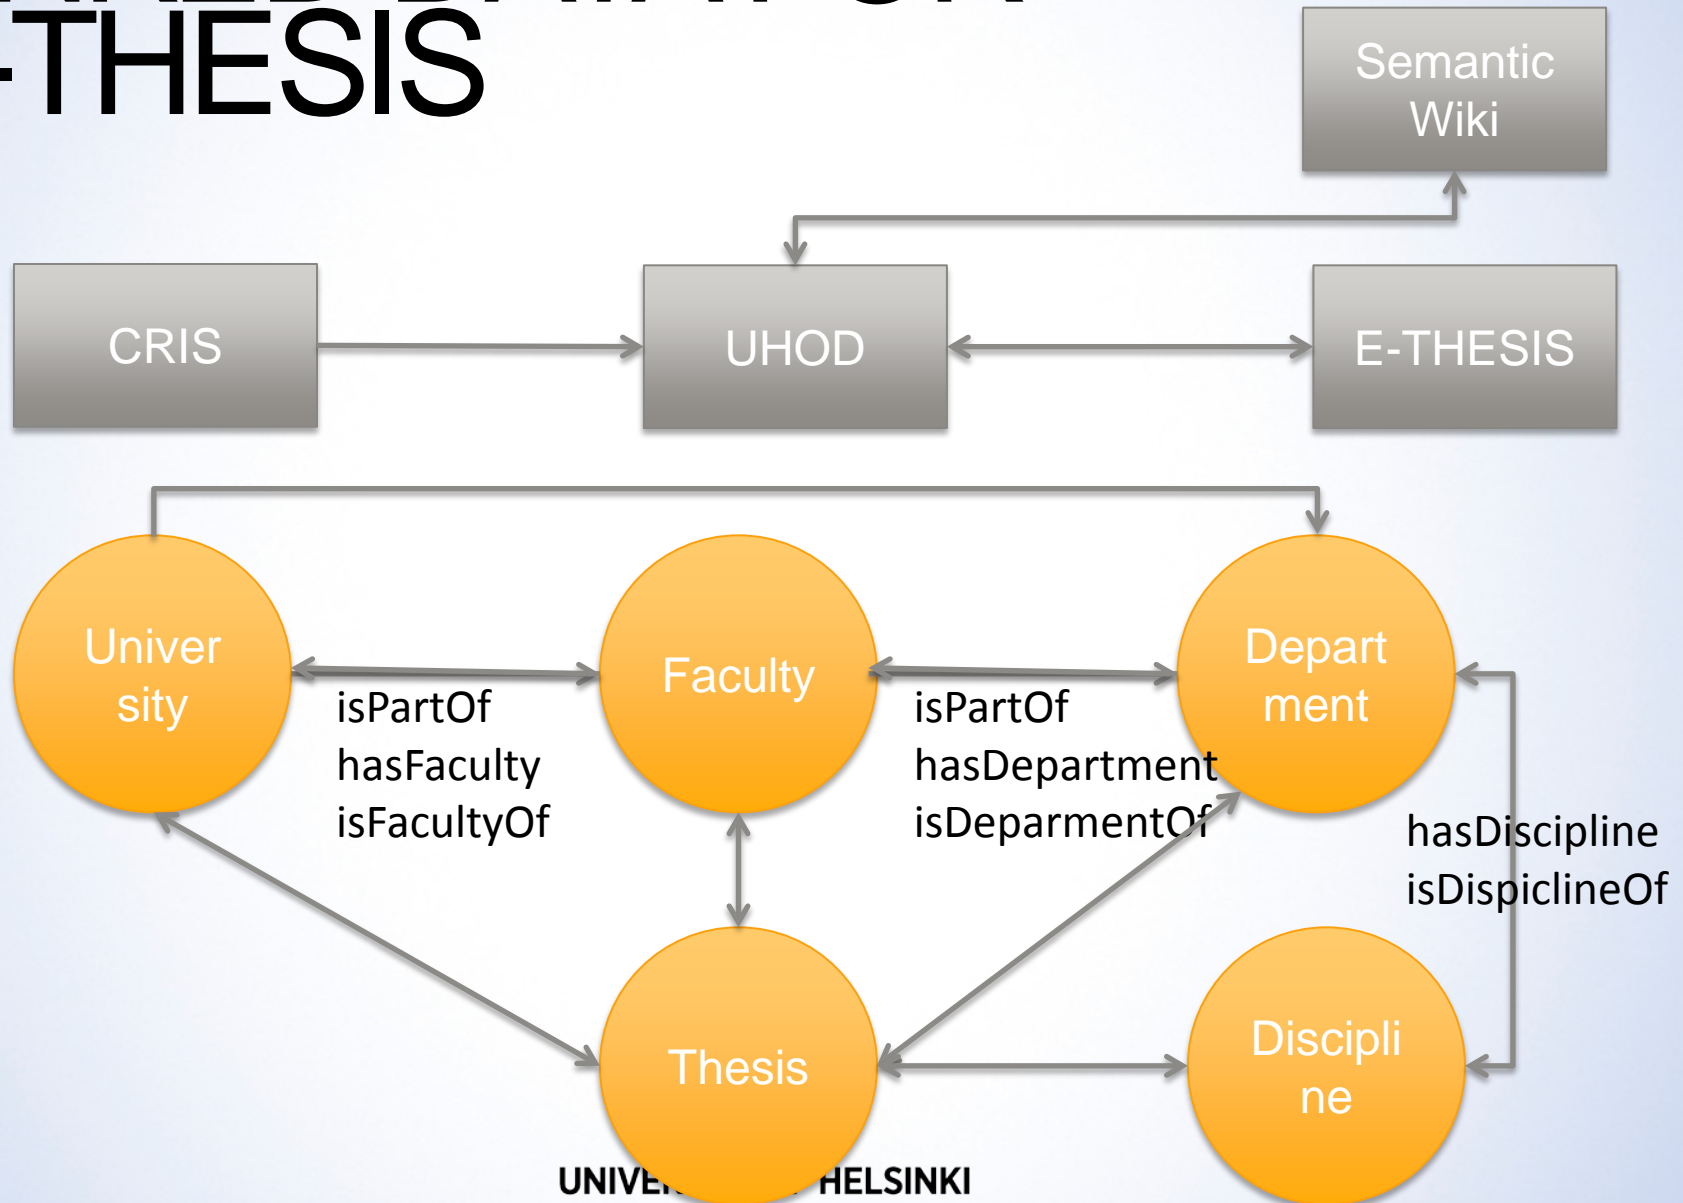 -THESIS
Semantic
Wiki
CRIS
UHOD
E-THESIS
Univer
sity
Faculty
Depart
ment
isPartOf
hasFaculty
isFacultyOf
isPartOf
hasDepartment
isDeparmentOf
hasDiscipline
isDispiclineOf
Thesis
Discipli
ne
HELSINKI